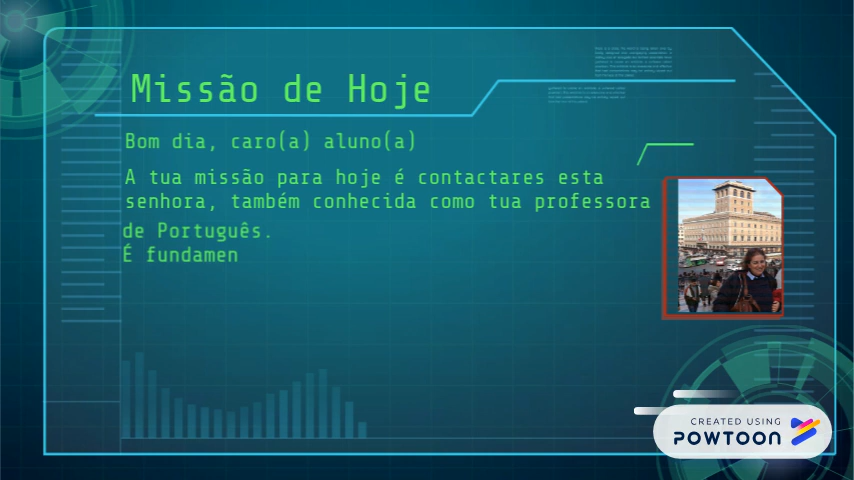 Missão de Hoje
Bom dia, caro(a) aluno(a)
A tua missão para hoje é contactares esta
senhora, também conhecida como tua professora
de Português.
É fundamen
CREATED USING
POWTOON